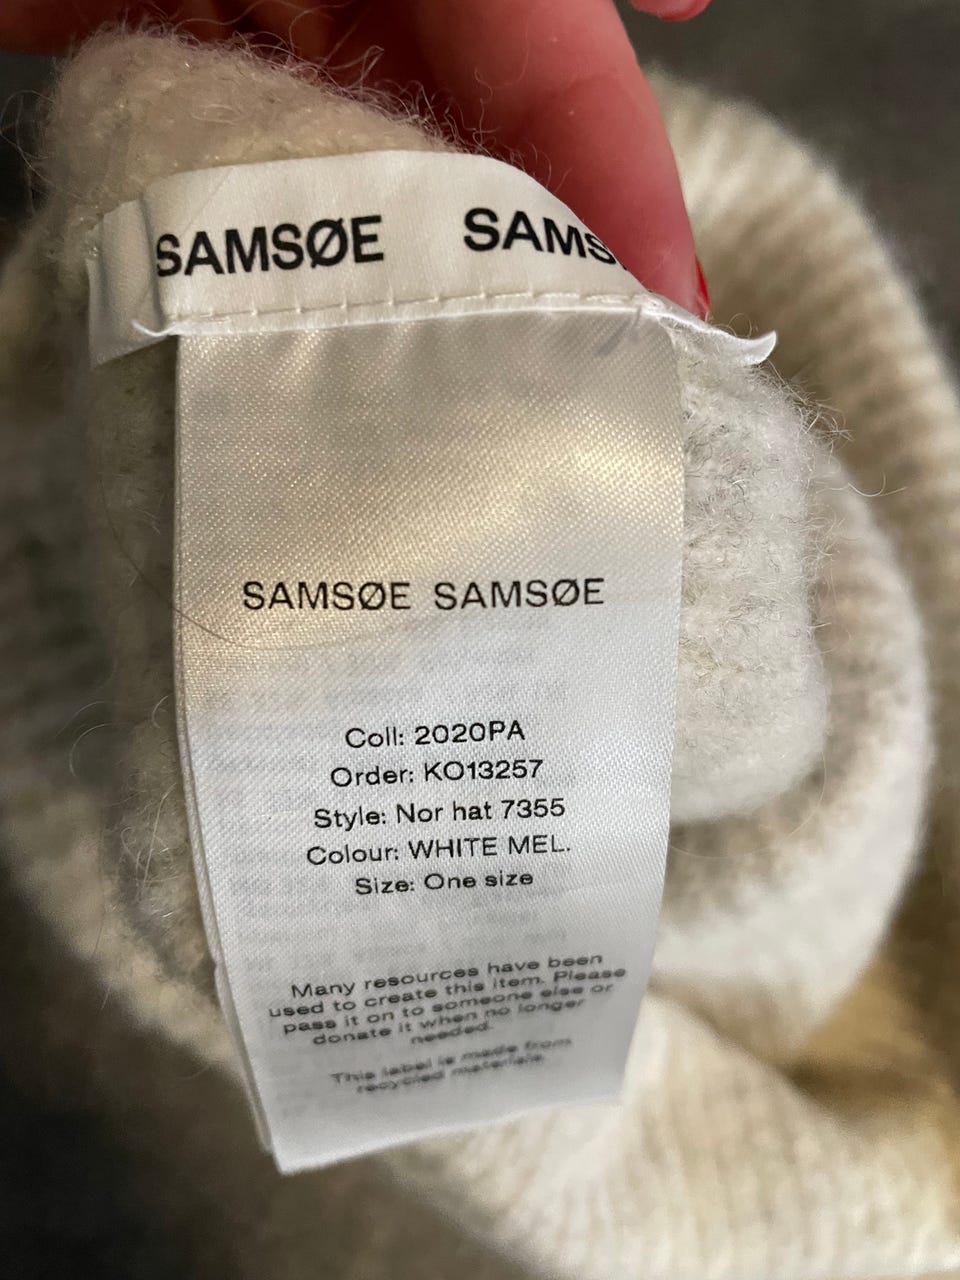 SAMSØE SAMS
SAMSØE SAMSØE
Coll: 2020PA
Order: KO13257
Style: Nor hat 7355
Colour: WHITE MEL.
Size: One size
Many resources have been
used to create this item. Please
pass it on to someone else or
donate it when no longer
needed.
This label is made from
recycled materials.